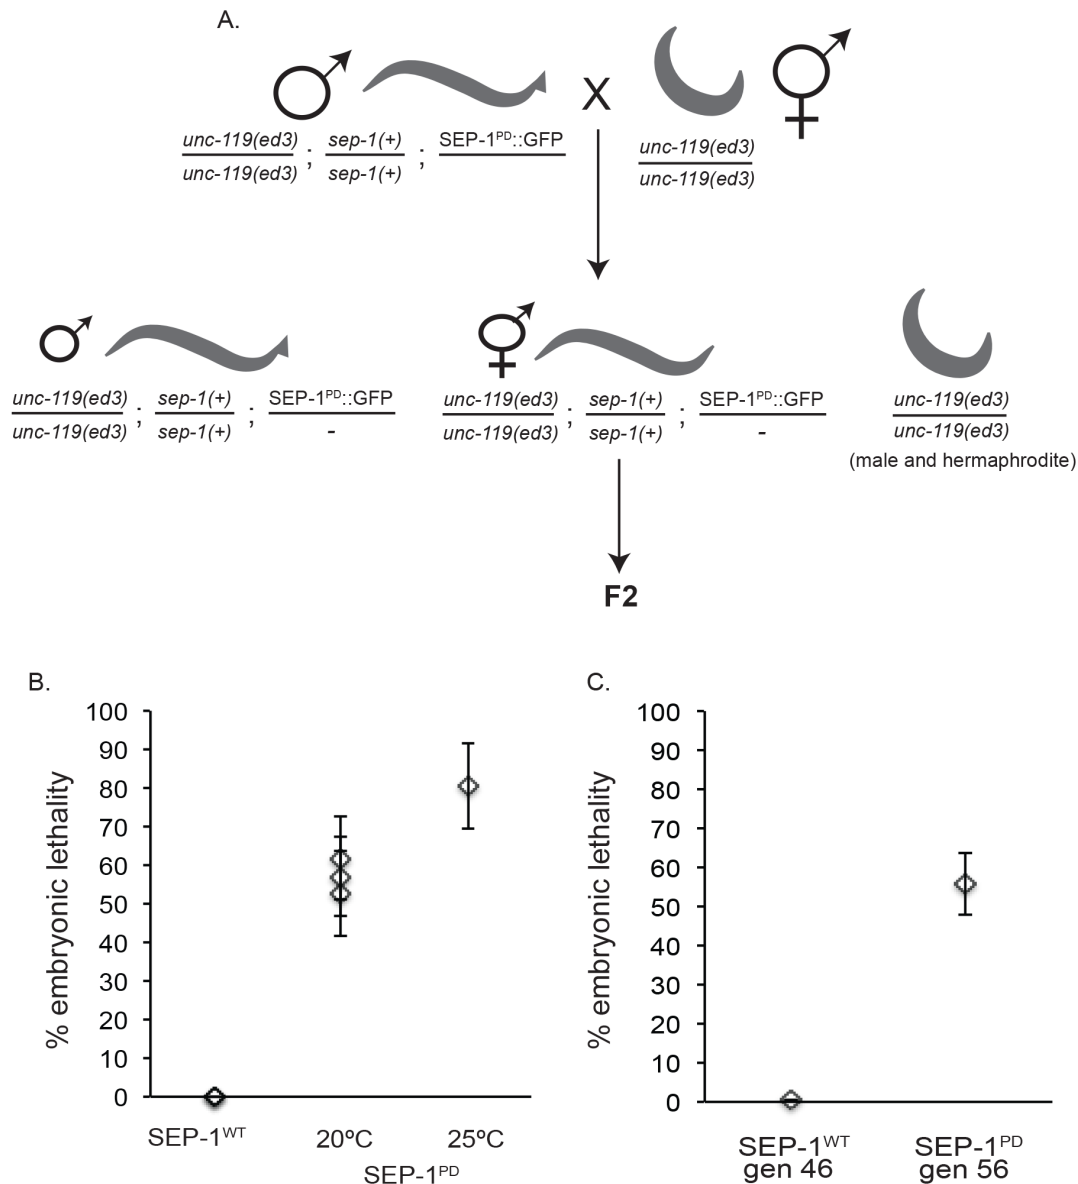 A.
X
unc-119(ed3) ; sep-1(+) ; SEP-1PD::GFP
unc-119(ed3) sep-1(+)
unc-119(ed3)
unc-119(ed3)
unc-119(ed3) ; sep-1(+) ; SEP-1PD::GFP
unc-119(ed3) sep-1(+) -
unc-119(ed3) ; sep-1(+) ; SEP-1PD::GFP
unc-119(ed3) sep-1(+) -
unc-119(ed3)
unc-119(ed3)
(male and hermaphrodite)
F2
B.
% embryonic lethality
100
90
80
70
60
50
40
30
20
10
0
SEP-1WT
20ºC
25ºC
SEP-1PD
C.
% embryonic lethality
100
90
80
70
60
50
40
30
20
10
0
SEP-1WT
gen 46
SEP-1PD
gen 56